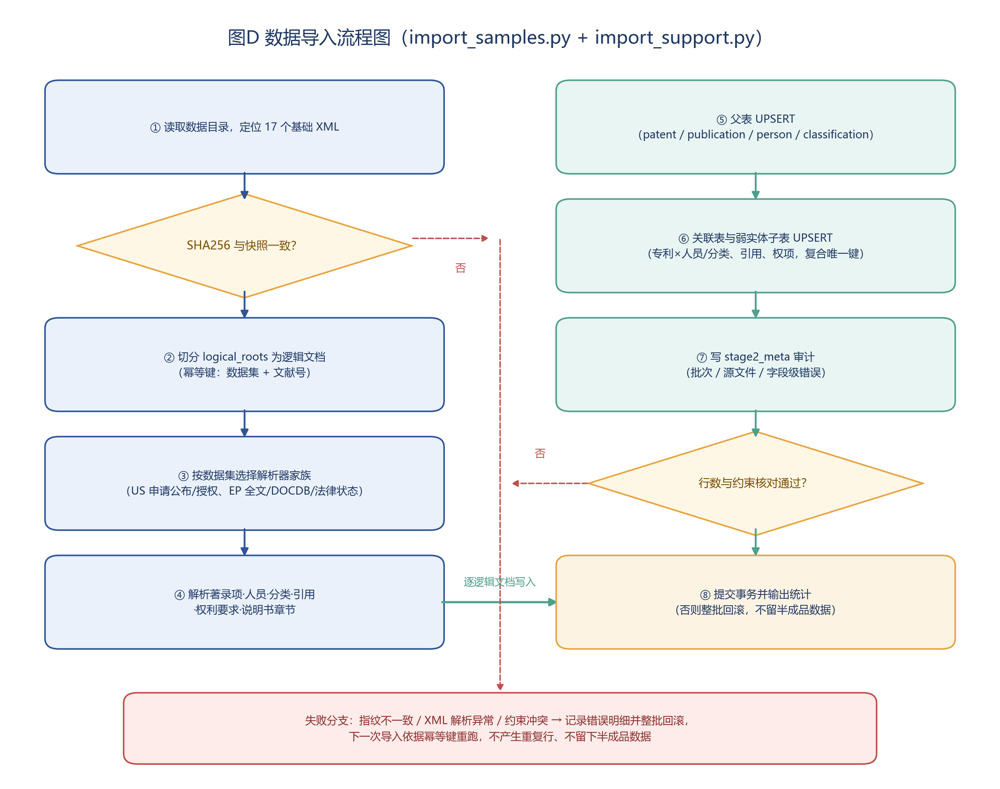 图D 数据导入流程图（import_samples.py + import_support.py）
① 读取数据目录，定位 17 个基础 XML
SHA256 与快照一致？
否
② 切分 logical_roots 为逻辑文档
（幂等键：数据集 + 文献号）
③ 按数据集选择解析器家族
（US 申请公布/授权、EP 全文/DOCDB/法律状态）
④ 解析著录项·人员·分类·引用
·权利要求·说明书章节
逐逻辑文档写入
⑤ 父表 UPSERT
（patent / publication / person / classification）
⑥ 关联表与弱实体子表 UPSERT
（专利×人员/分类、引用、权项，复合唯一键）
⑦ 写 stage2_meta 审计
（批次 / 源文件 / 字段级错误）
行数与约束核对通过？
否
⑧ 提交事务并输出统计
（否则整批回滚，不留半成品数据）
失败分支：指纹不一致 / XML 解析异常 / 约束冲突 → 记录错误明细并整批回滚，
下一次导入依据幂等键重跑，不产生重复行、不留下半成品数据